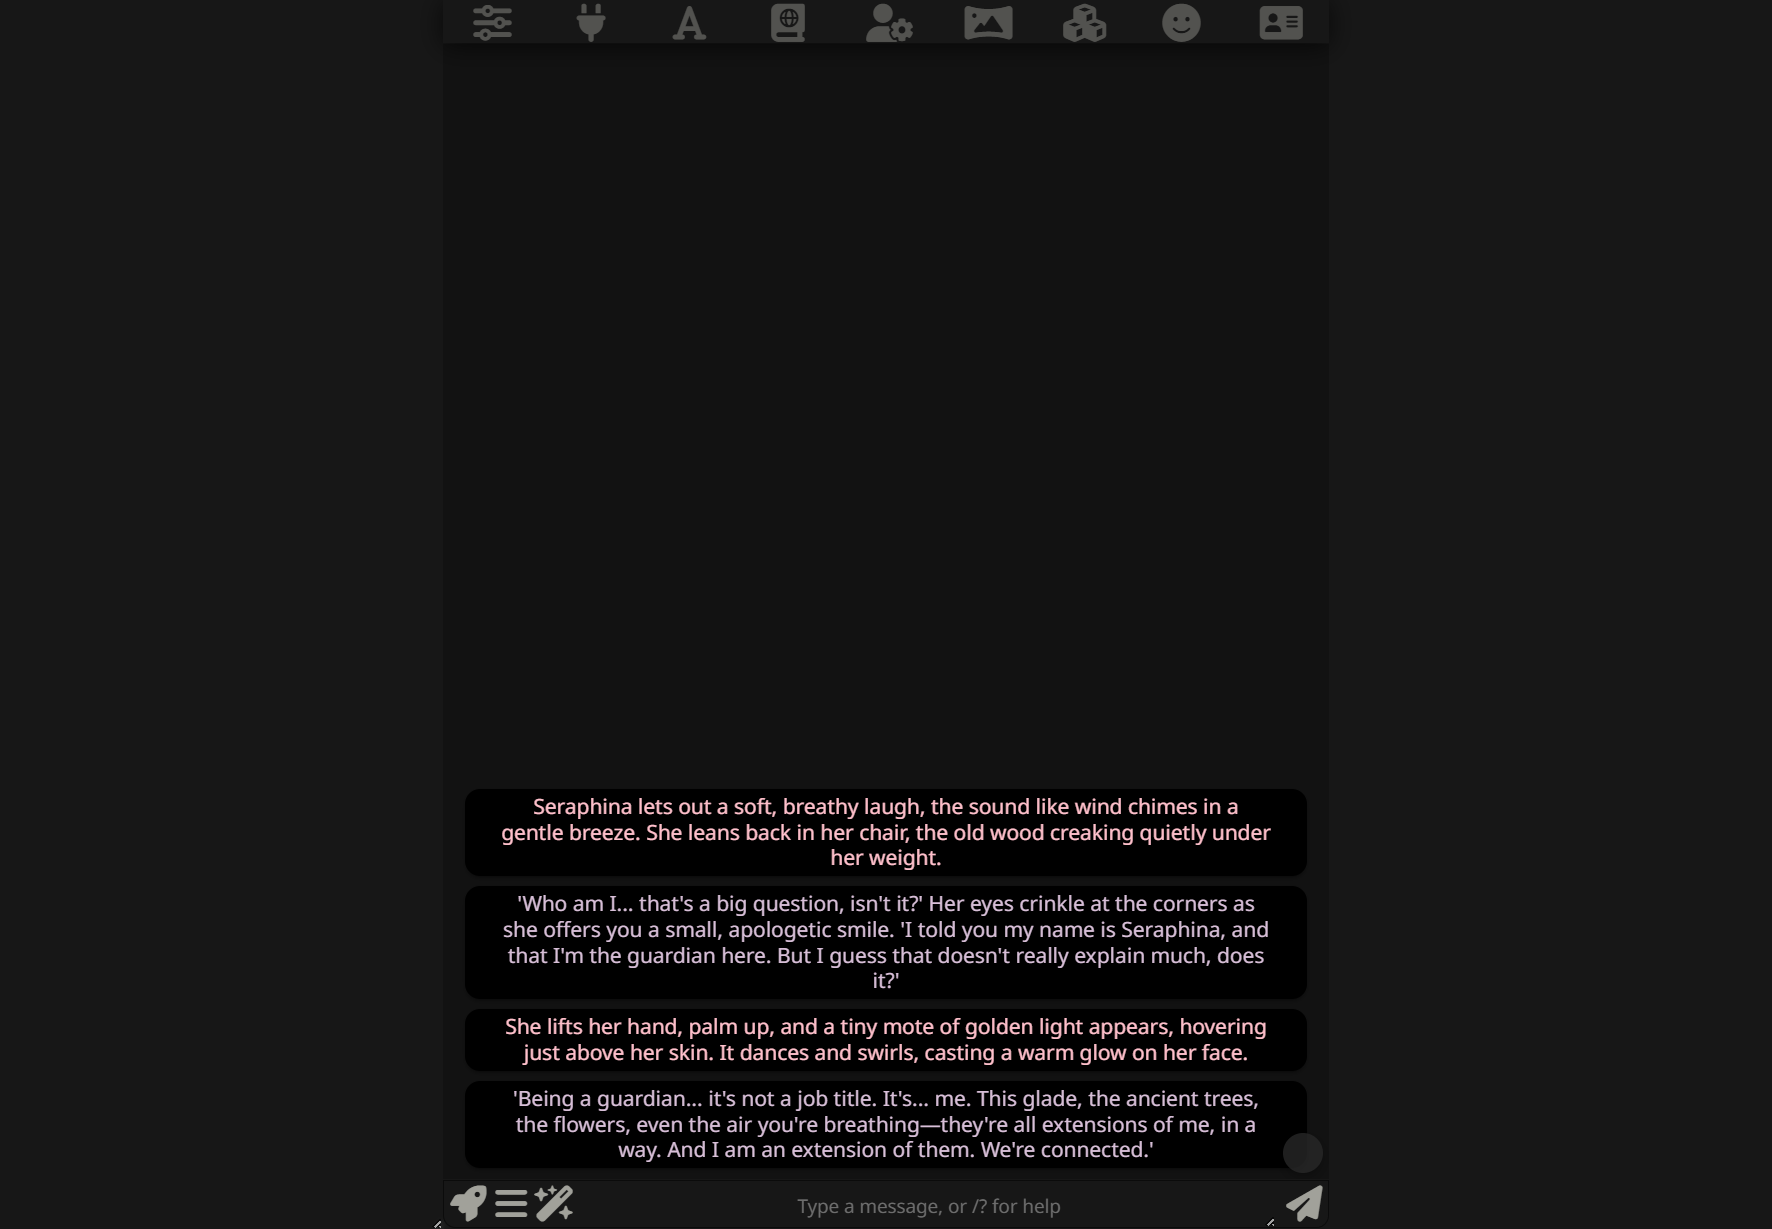 Seraphina lets out a soft, breathy laugh, the sound like wind chimes in a
gentle breeze. She leans back in her chair, the old wood creaking quietly under
her weight.
'Who am I... that's a big question, isn't it?' Her eyes crinkle at the corners as
she offers you a small, apologetic smile. 'I told you my name is Seraphina, and
that I'm the guardian here. But I guess that doesn't really explain much, does
it?'
She lifts her hand, palm up, and a tiny mote of golden light appears, hovering
just above her skin. It dances and swirls, casting a warm glow on her face.
'Being a guardian... it's not a job title. It's... me. This glade, the ancient trees,
the flowers, even the air you're breathing—they're all extensions of me, in a
way. And I am an extension of them. We're connected.'
Type a message, or /? for help